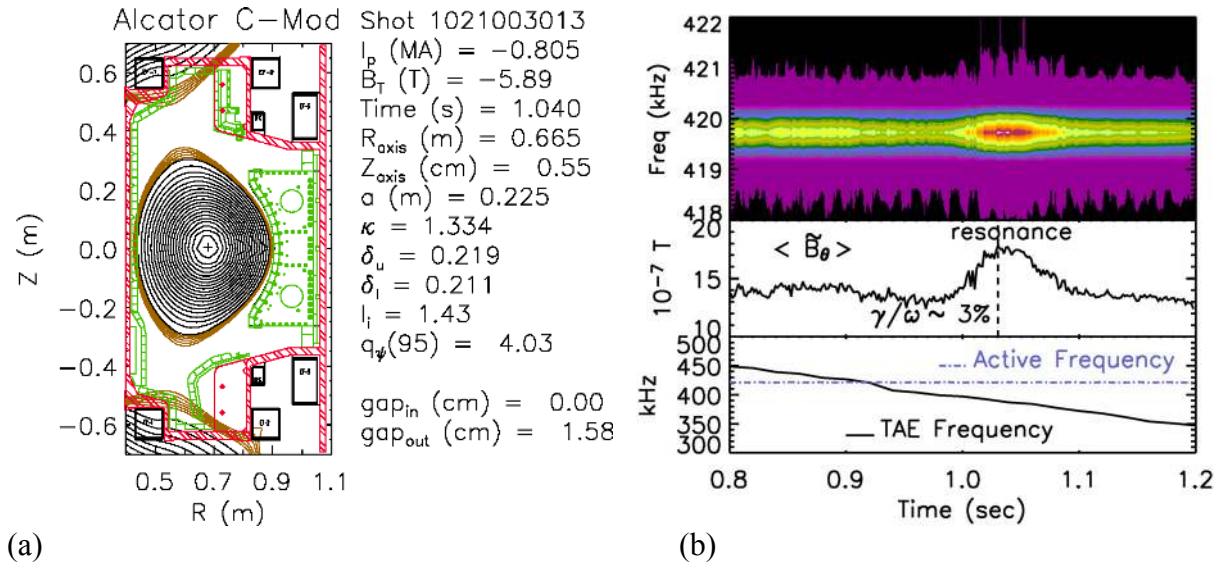 Alcator C-Mod Shot 1021003013
I_p (MA) = −0.805
B_T (T) = −5.89
Time (s) = 1.040
R_axis (m) = 0.665
Z_axis (cm) = 0.55
a (m) = 0.225
κ = 1.334
δ_u = 0.219
δ_l = 0.211
l_i = 1.43
q_ψ(95) = 4.03
gap_in (cm) = 0.00
gap_out (cm) = 1.58
Z (m)
0.6
0.4
0.2
0.0
−0.2
−0.4
−0.6
0.5 0.7 0.9 1.1
R (m)
(a)
Freq (kHz)
422
421
420
419
418
10⁻⁷ T
20
15
10
< B̃_θ >
resonance
γ/ω ~ 3%
kHz
500
450
400
350
300
Active Frequency
TAE Frequency
0.8 0.9 1.0 1.1 1.2
Time (sec)
(b)